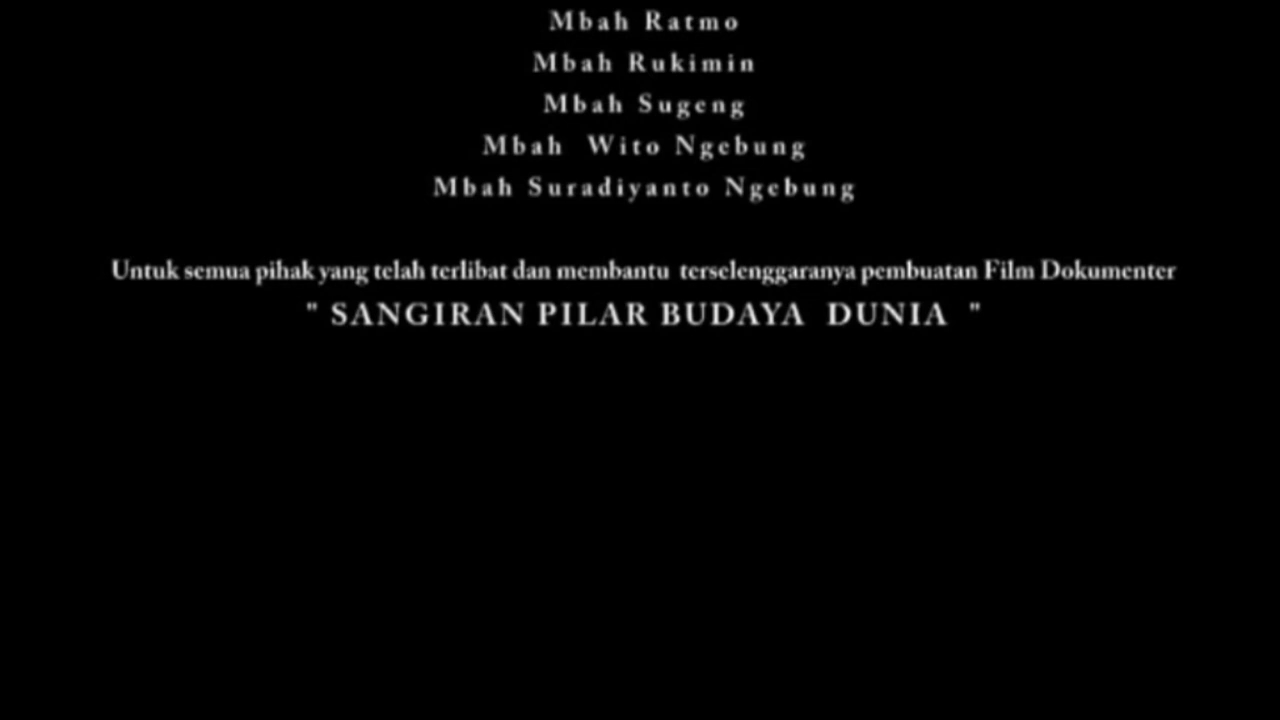 Mbah Ratmo
Mbah Rukimin
Mbah Sugeng
Mbah Wito Ngebung
Mbah Suradiyanto Ngebung
Untuk semua pihak yang telah terlibat dan membantu terselenggaranya pembuatan Film Dokumenter
" SANGIRAN PILAR BUDAYA DUNIA "